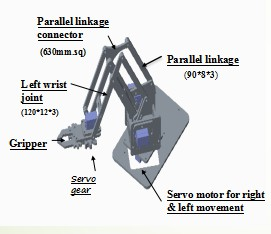 Parallel linkage
connector
(630mm.sq)
Parallel linkage
(90*8*3)
Left wrist
joint
(120*12*3)
Gripper
Servo
gear
Servo motor for right
& left movement